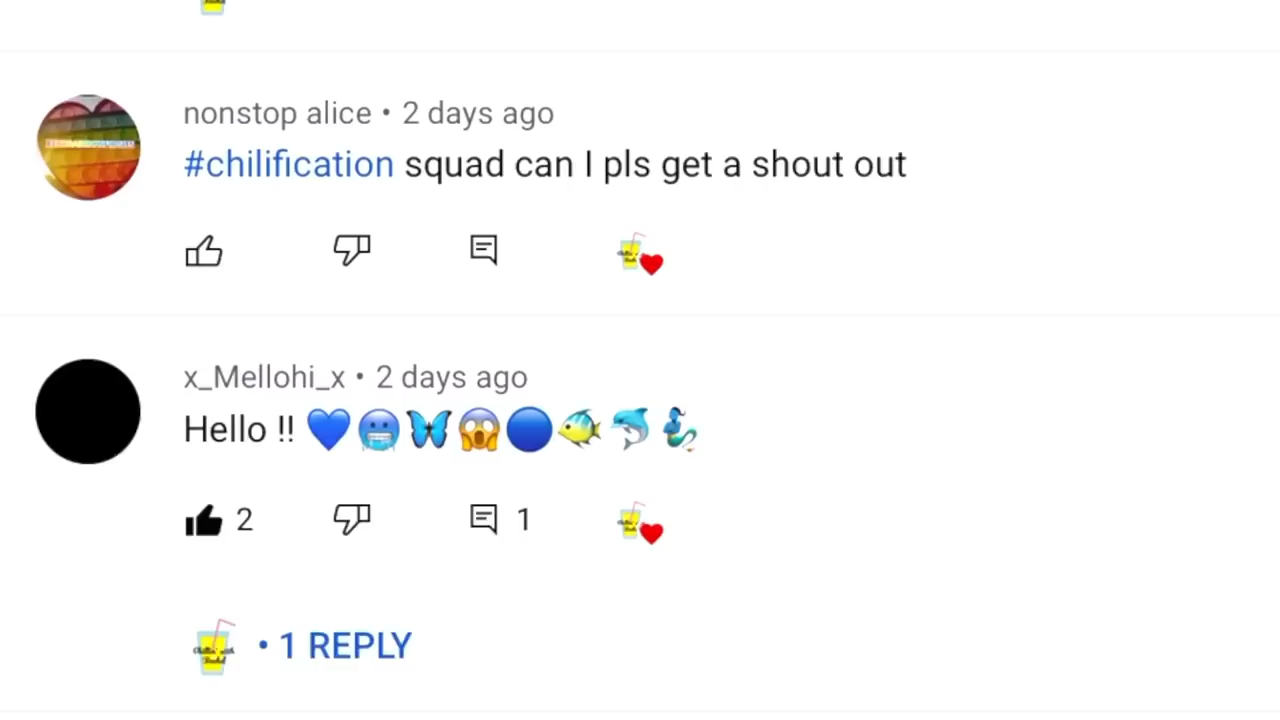 nonstop alice • 2 days ago
#chilification squad can I pls get a shout out
x_Mellohi_x • 2 days ago
Hello !! 💙🥶🦋😱🔵🐠🐬🧜‍♂️
2
1
• 1 REPLY